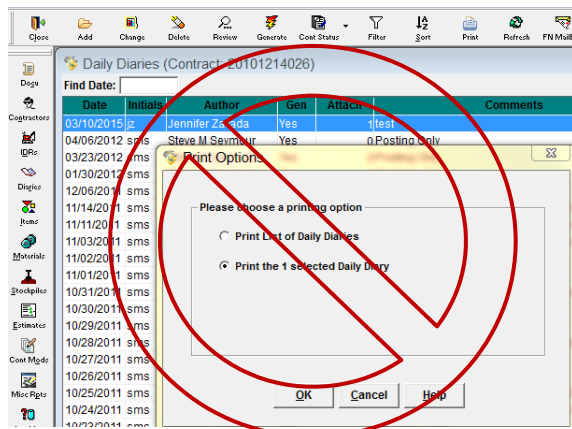 Close Add Change Delete Review Generate Cont Status Filter Sort Print Refresh FN Mail
Daily Diaries (Contract: 20101214026)
Find Date:
Date Initials Author Gen Attach Comments
03/10/2015 jz Jennifer Zavada Yes 1 test
04/06/2012 sms Steve M Seymour Yes 0 Posting Only
03/23/2012 sms
01/30/2012 sms
12/06/2011 sms
11/14/2011 sms
11/11/2011 sms
11/03/2011 sms
11/02/2011 sms
11/01/2011 sms
10/31/2011 sms
10/30/2011 sms
10/29/2011 sms
10/28/2011 sms
10/27/2011 sms
10/26/2011 sms
10/25/2011 sms
10/24/2011 sms
10/23/2011 sms
Docu
Contractors
IDRs
Diaries
Items
Materials
Stockpiles
Estimates
Cont Mods
Misc Rpts
Print Options
Please choose a printing option
Print List of Daily Diaries
Print the 1 selected Daily Diary
OK Cancel Help